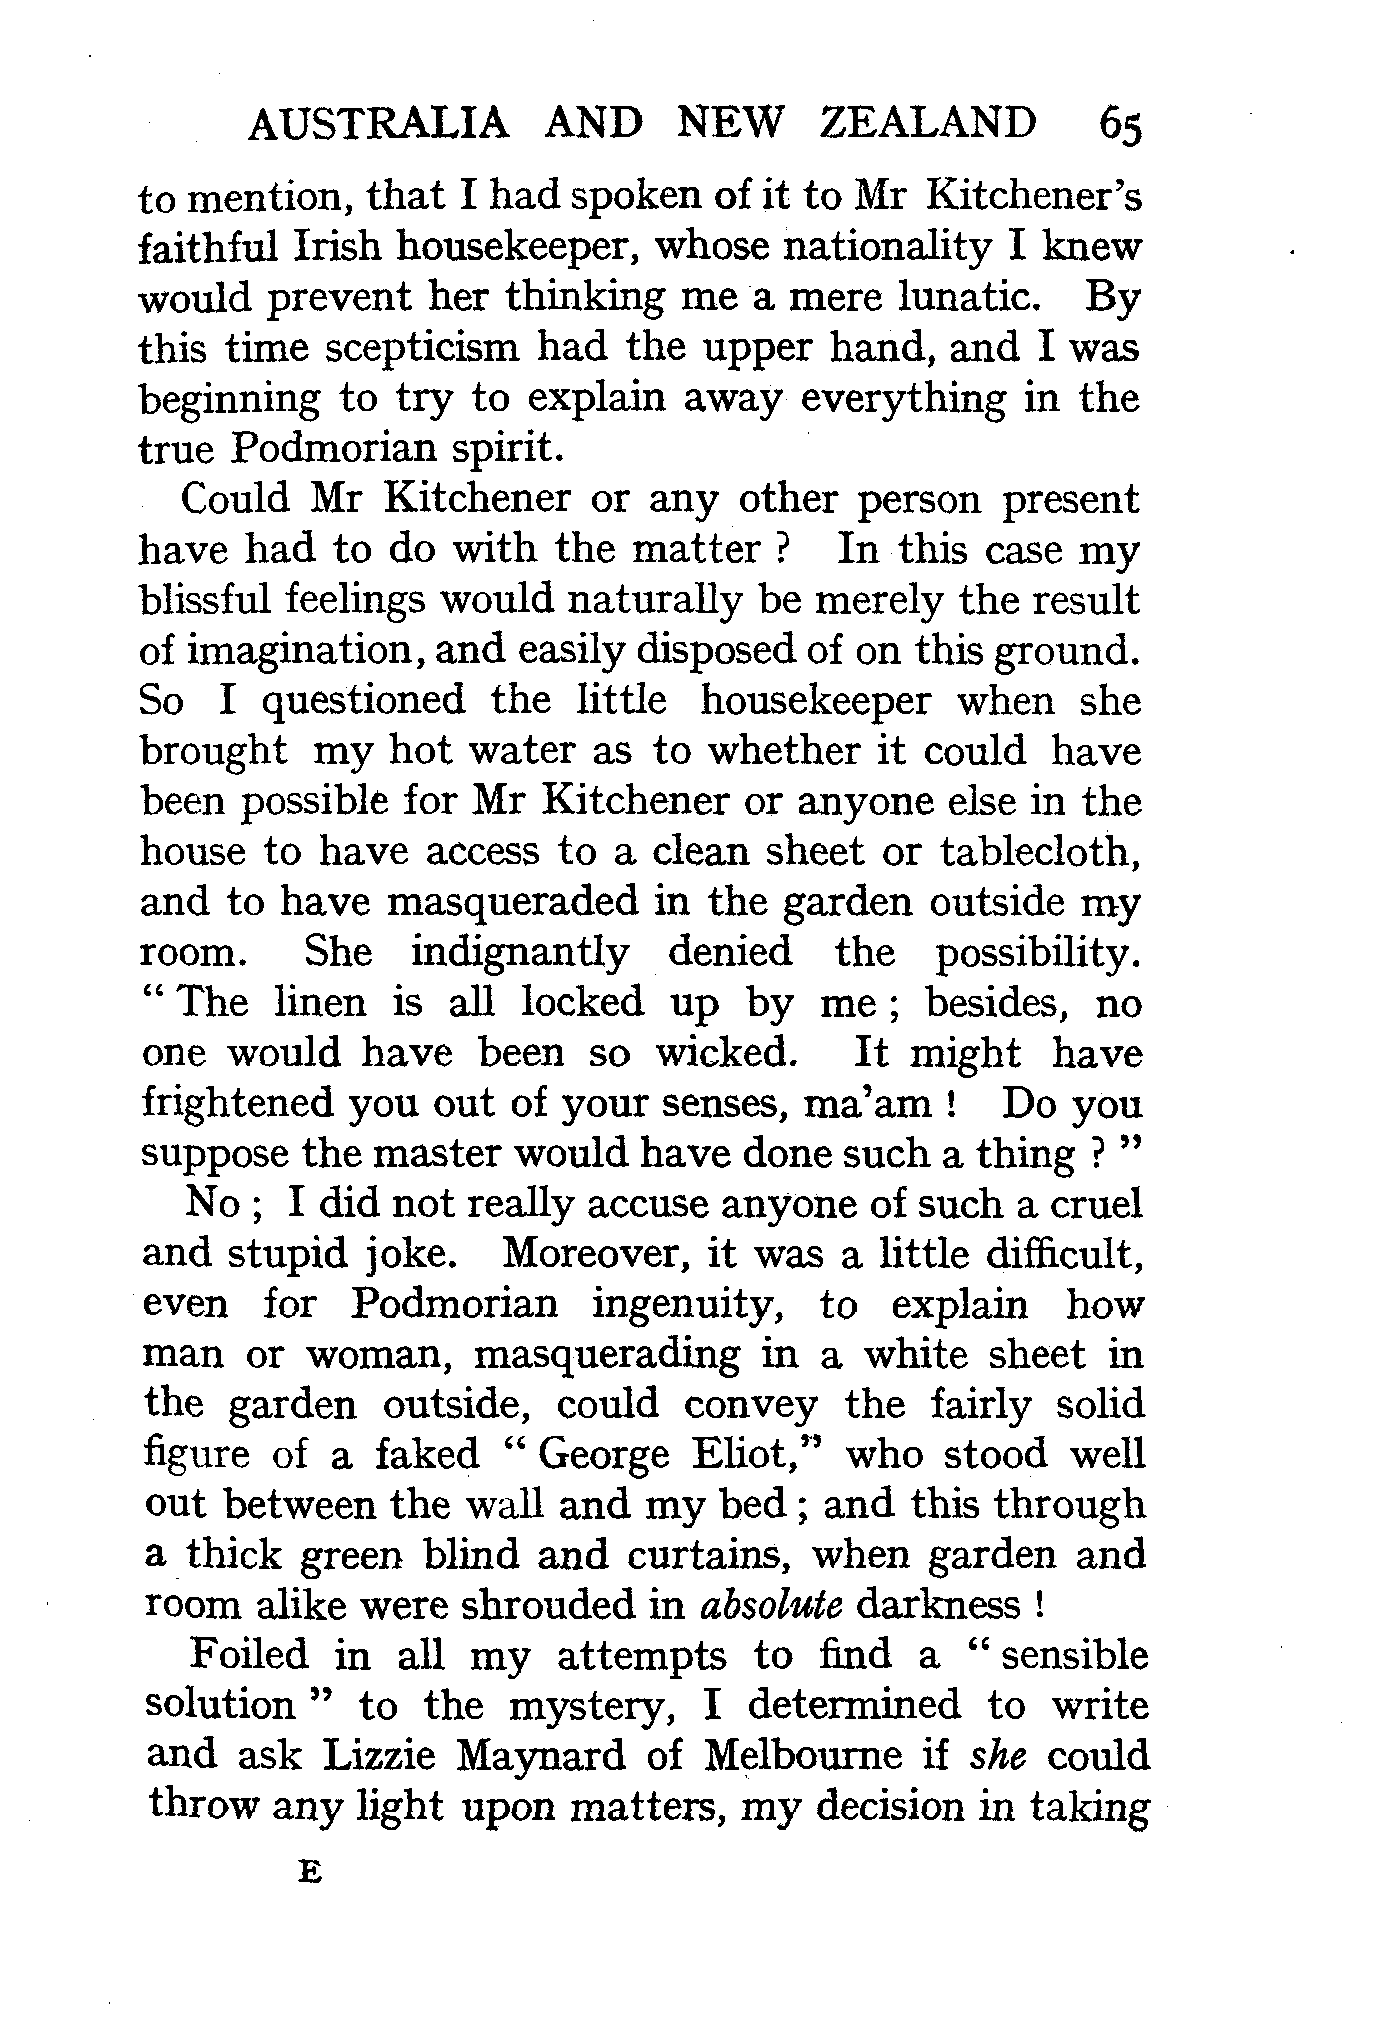 AUSTRALIA AND NEW ZEALAND 65
to mention, that I had spoken of it to Mr Kitchener's
faithful Irish housekeeper, whose nationality I knew
would prevent her thinking me a mere lunatic. By
this time scepticism had the upper hand, and I was
beginning to try to explain away everything in the
true Podmorian spirit.
Could Mr Kitchener or any other person present
have had to do with the matter ? In this case my
blissful feelings would naturally be merely the result
of imagination, and easily disposed of on this ground.
So I questioned the little housekeeper when she
brought my hot water as to whether it could have
been possible for Mr Kitchener or anyone else in the
house to have access to a clean sheet or tablecloth,
and to have masqueraded in the garden outside my
room. She indignantly denied the possibility.
“ The linen is all locked up by me ; besides, no
one would have been so wicked. It might have
frightened you out of your senses, ma'am ! Do you
suppose the master would have done such a thing ? ”
No ; I did not really accuse anyone of such a cruel
and stupid joke. Moreover, it was a little difficult,
even for Podmorian ingenuity, to explain how
man or woman, masquerading in a white sheet in
the garden outside, could convey the fairly solid
figure of a faked “ George Eliot,” who stood well
out between the wall and my bed ; and this through
a thick green blind and curtains, when garden and
room alike were shrouded in absolute darkness !
Foiled in all my attempts to find a “ sensible
solution ” to the mystery, I determined to write
and ask Lizzie Maynard of Melbourne if she could
throw any light upon matters, my decision in taking
E